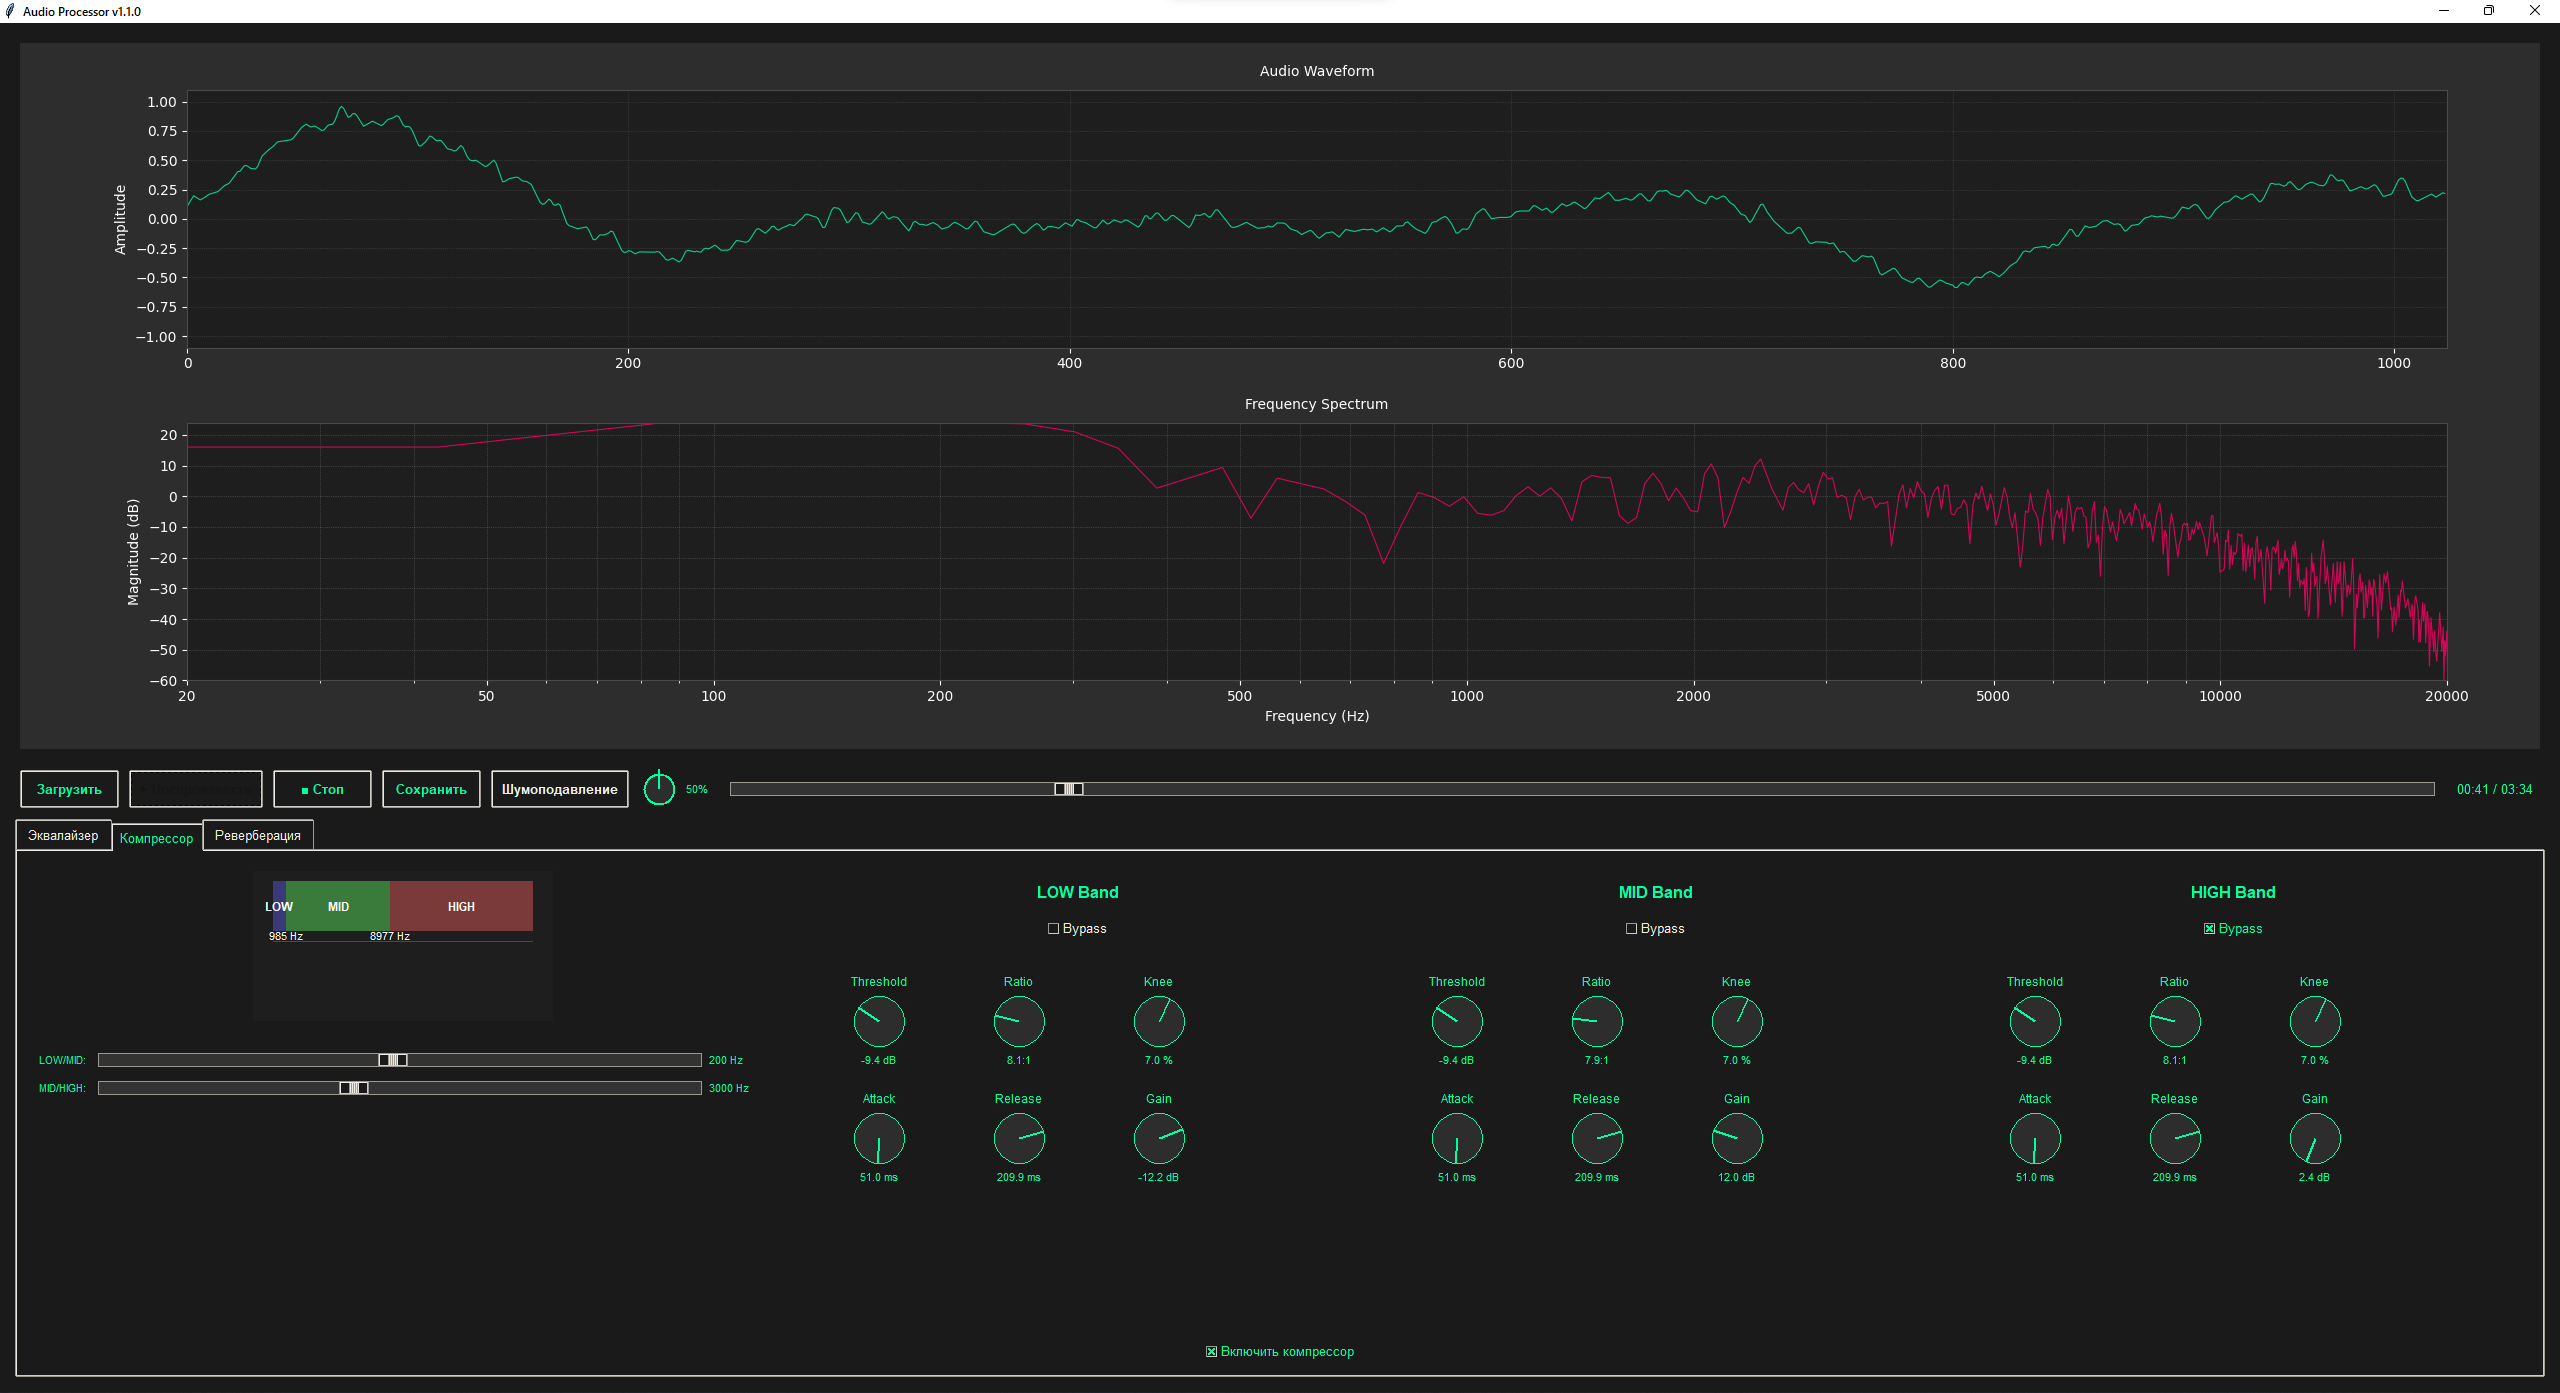 Audio Processor v1.1.0
Audio Waveform
Amplitude
1.00
0.75
0.50
0.25
0.00
−0.25
−0.50
−0.75
−1.00
0 200 400 600 800 1000
Frequency Spectrum
Magnitude (dB)
20
10
0
−10
−20
−30
−40
−50
−60
20 50 100 200 500 1000 2000 5000 10000 20000
Frequency (Hz)
Загрузить ■ Стоп Сохранить Шумоподавление 50% 00:41 / 03:34
Эквалайзер Компрессор Реверберация
LOW MID HIGH
985 Hz 8977 Hz
LOW/MID: 200 Hz
MID/HIGH: 3000 Hz
LOW Band
Bypass
Threshold Ratio Knee
-9.4 dB 8.1:1 7.0 %
Attack Release Gain
51.0 ms 209.9 ms -12.2 dB
MID Band
Bypass
Threshold Ratio Knee
-9.4 dB 7.9:1 7.0 %
Attack Release Gain
51.0 ms 209.9 ms 12.0 dB
HIGH Band
Bypass
Threshold Ratio Knee
-9.4 dB 8.1:1 7.0 %
Attack Release Gain
51.0 ms 209.9 ms 2.4 dB
Включить компрессор